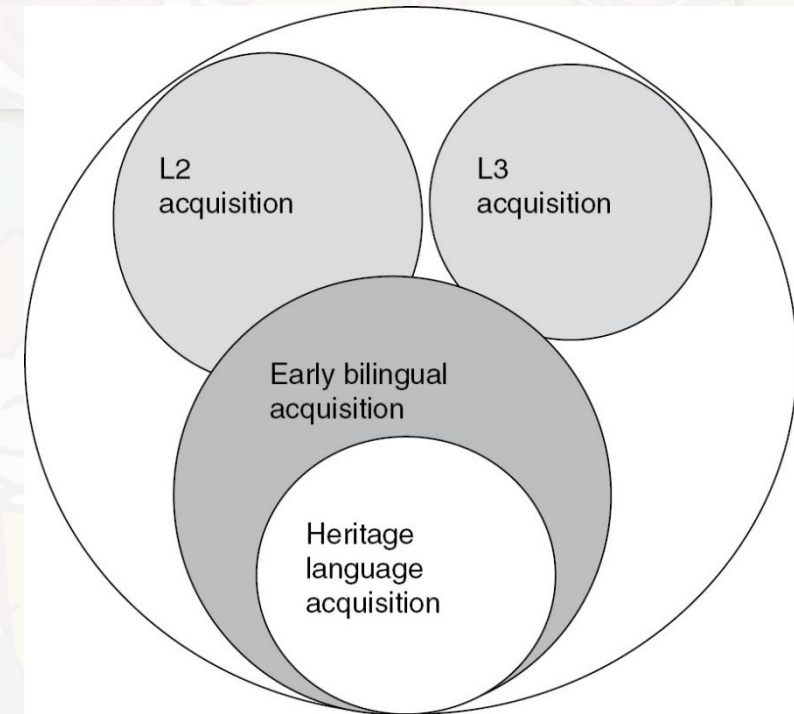 L2
acquisition
L3
acquisition
Early bilingual
acquisition
Heritage
language
acquisition